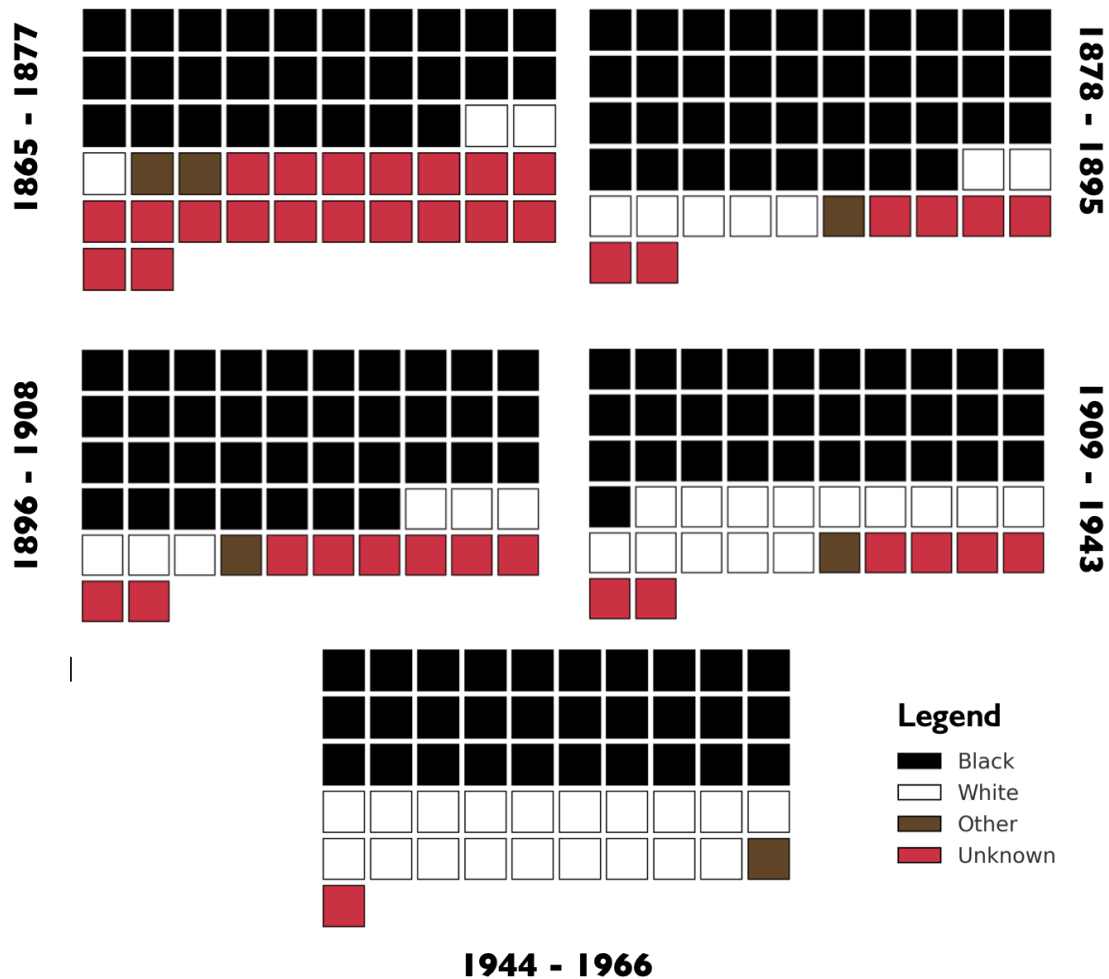 1865 - 1877
1878 - 1895
1896 - 1908
1909 - 1943
Legend
Black
White
Other
Unknown
1944 - 1966